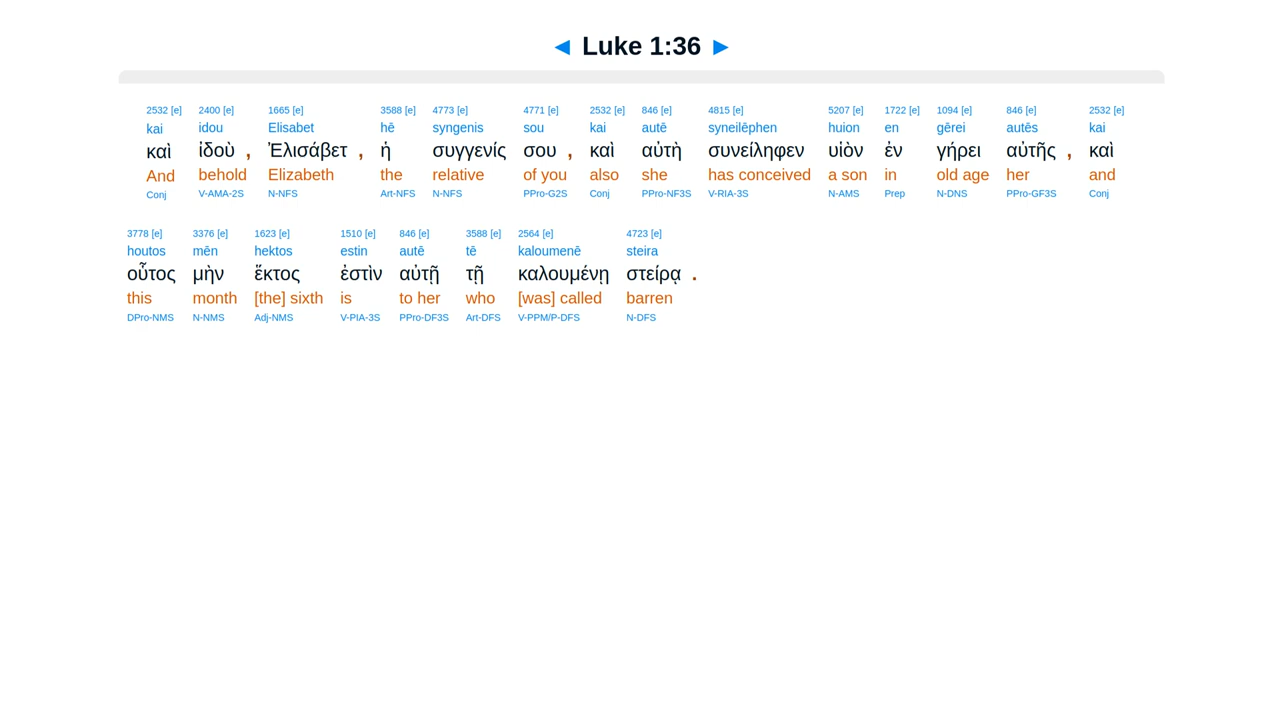 ◄ Luke 1:36 ►
2532 [e] 2400 [e] 1665 [e] 3588 [e] 4773 [e] 4771 [e] 2532 [e] 846 [e] 4815 [e] 5207 [e] 1722 [e] 1094 [e] 846 [e] 2532 [e]
kai idou Elisabet hē syngenis sou kai autē syneilēphen huion en gērei autēs kai
καὶ ἰδοὺ , Ἐλισάβετ , ἡ συγγενίς σου , καὶ αὐτὴ συνείληφεν υἱὸν ἐν γήρει αὐτῆς , καὶ
And behold Elizabeth the relative of you also she has conceived a son in old age her and
Conj V-AMA-2S N-NFS Art-NFS N-NFS PPro-G2S Conj PPro-NF3S V-RIA-3S N-AMS Prep N-DNS PPro-GF3S Conj
3778 [e] 3376 [e] 1623 [e] 1510 [e] 846 [e] 3588 [e] 2564 [e] 4723 [e]
houtos mēn hektos estin autē tē kaloumenē steira
οὗτος μὴν ἕκτος ἐστὶν αὐτῇ τῇ καλουμένῃ στείρᾳ .
this month [the] sixth is to her who [was] called barren
DPro-NMS N-NMS Adj-NMS V-PIA-3S PPro-DF3S Art-DFS V-PPM/P-DFS N-DFS